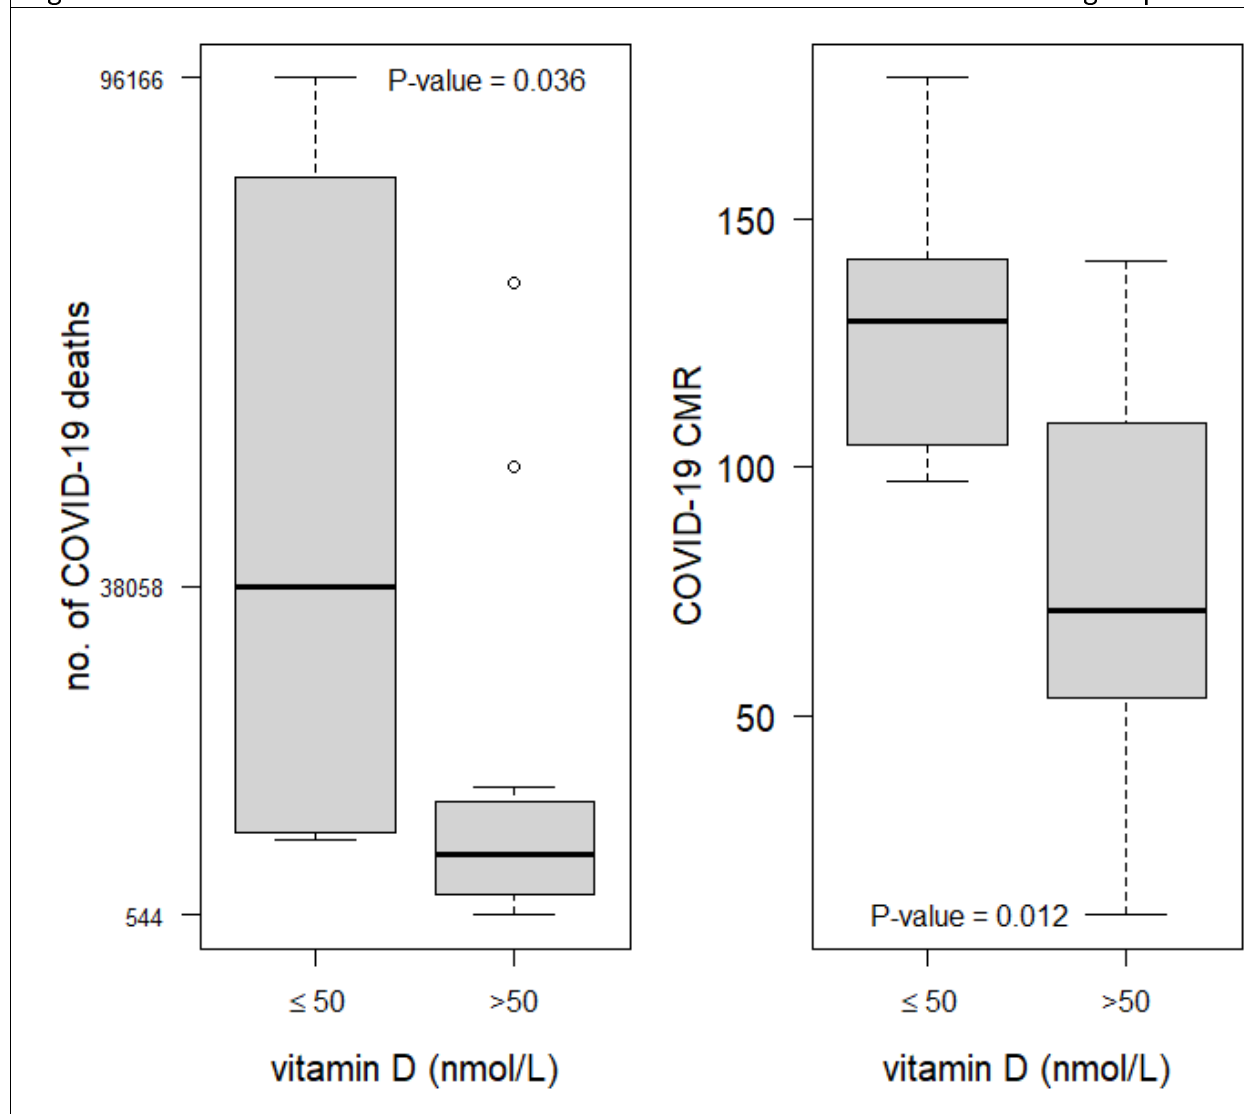 96166
P-value = 0.036
38058
544
no. of COVID-19 deaths
≤ 50
>50
vitamin D (nmol/L)
150
100
50
COVID-19 CMR
P-value = 0.012
≤ 50
>50
vitamin D (nmol/L)